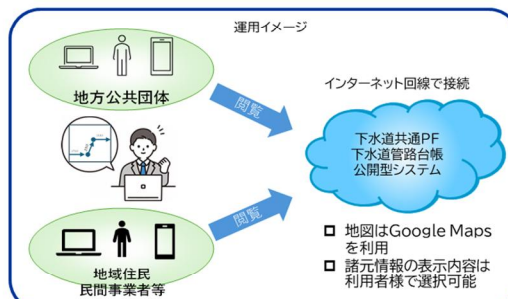 運用イメージ
地方公共団体
閲覧
インターネット回線で接続
下水道共通PF
下水道管路台帳
公開型システム
閲覧
地域住民
民間事業者等
□ 地図はGoogle Maps
を利用
□ 諸元情報の表示内容は
利用者様で選択可能